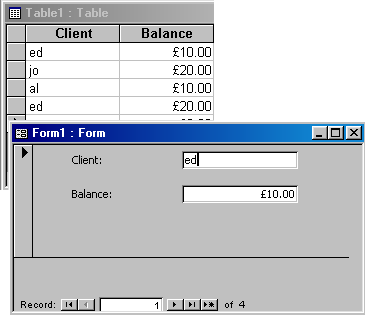 Table1 : Table
Client Balance
ed £10.00
jo £20.00
al £10.00
ed £20.00
Form1 : Form
Client: ed
Balance: £10.00
Record: 1 of 4